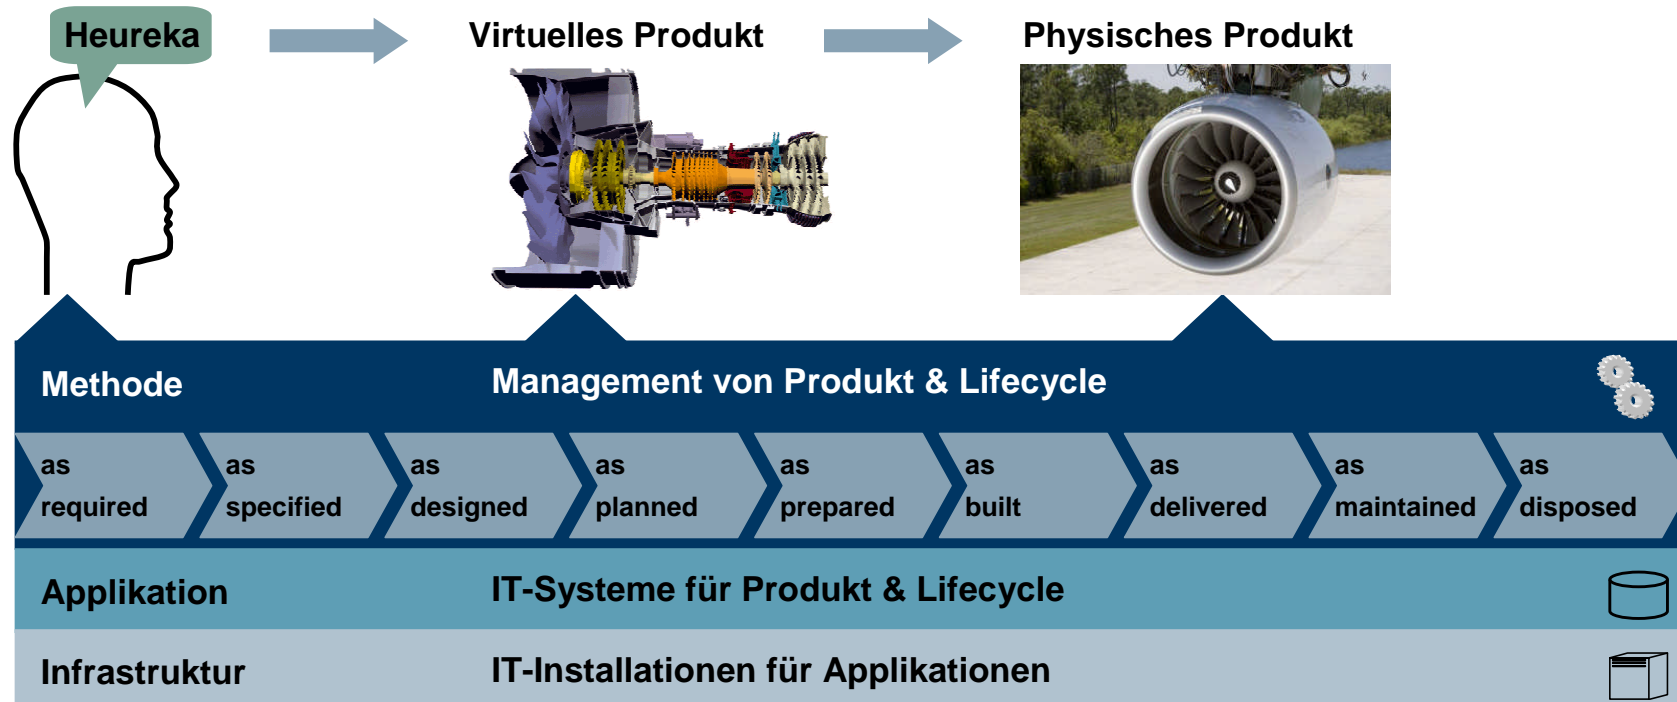 Heureka
Virtuelles Produkt
Physisches Produkt
Methode
Management von Produkt & Lifecycle
as
required
as
specified
as
designed
as
planned
as
prepared
as
built
as
delivered
as
maintained
as
disposed
Applikation
IT-Systeme für Produkt & Lifecycle
Infrastruktur
IT-Installationen für Applikationen